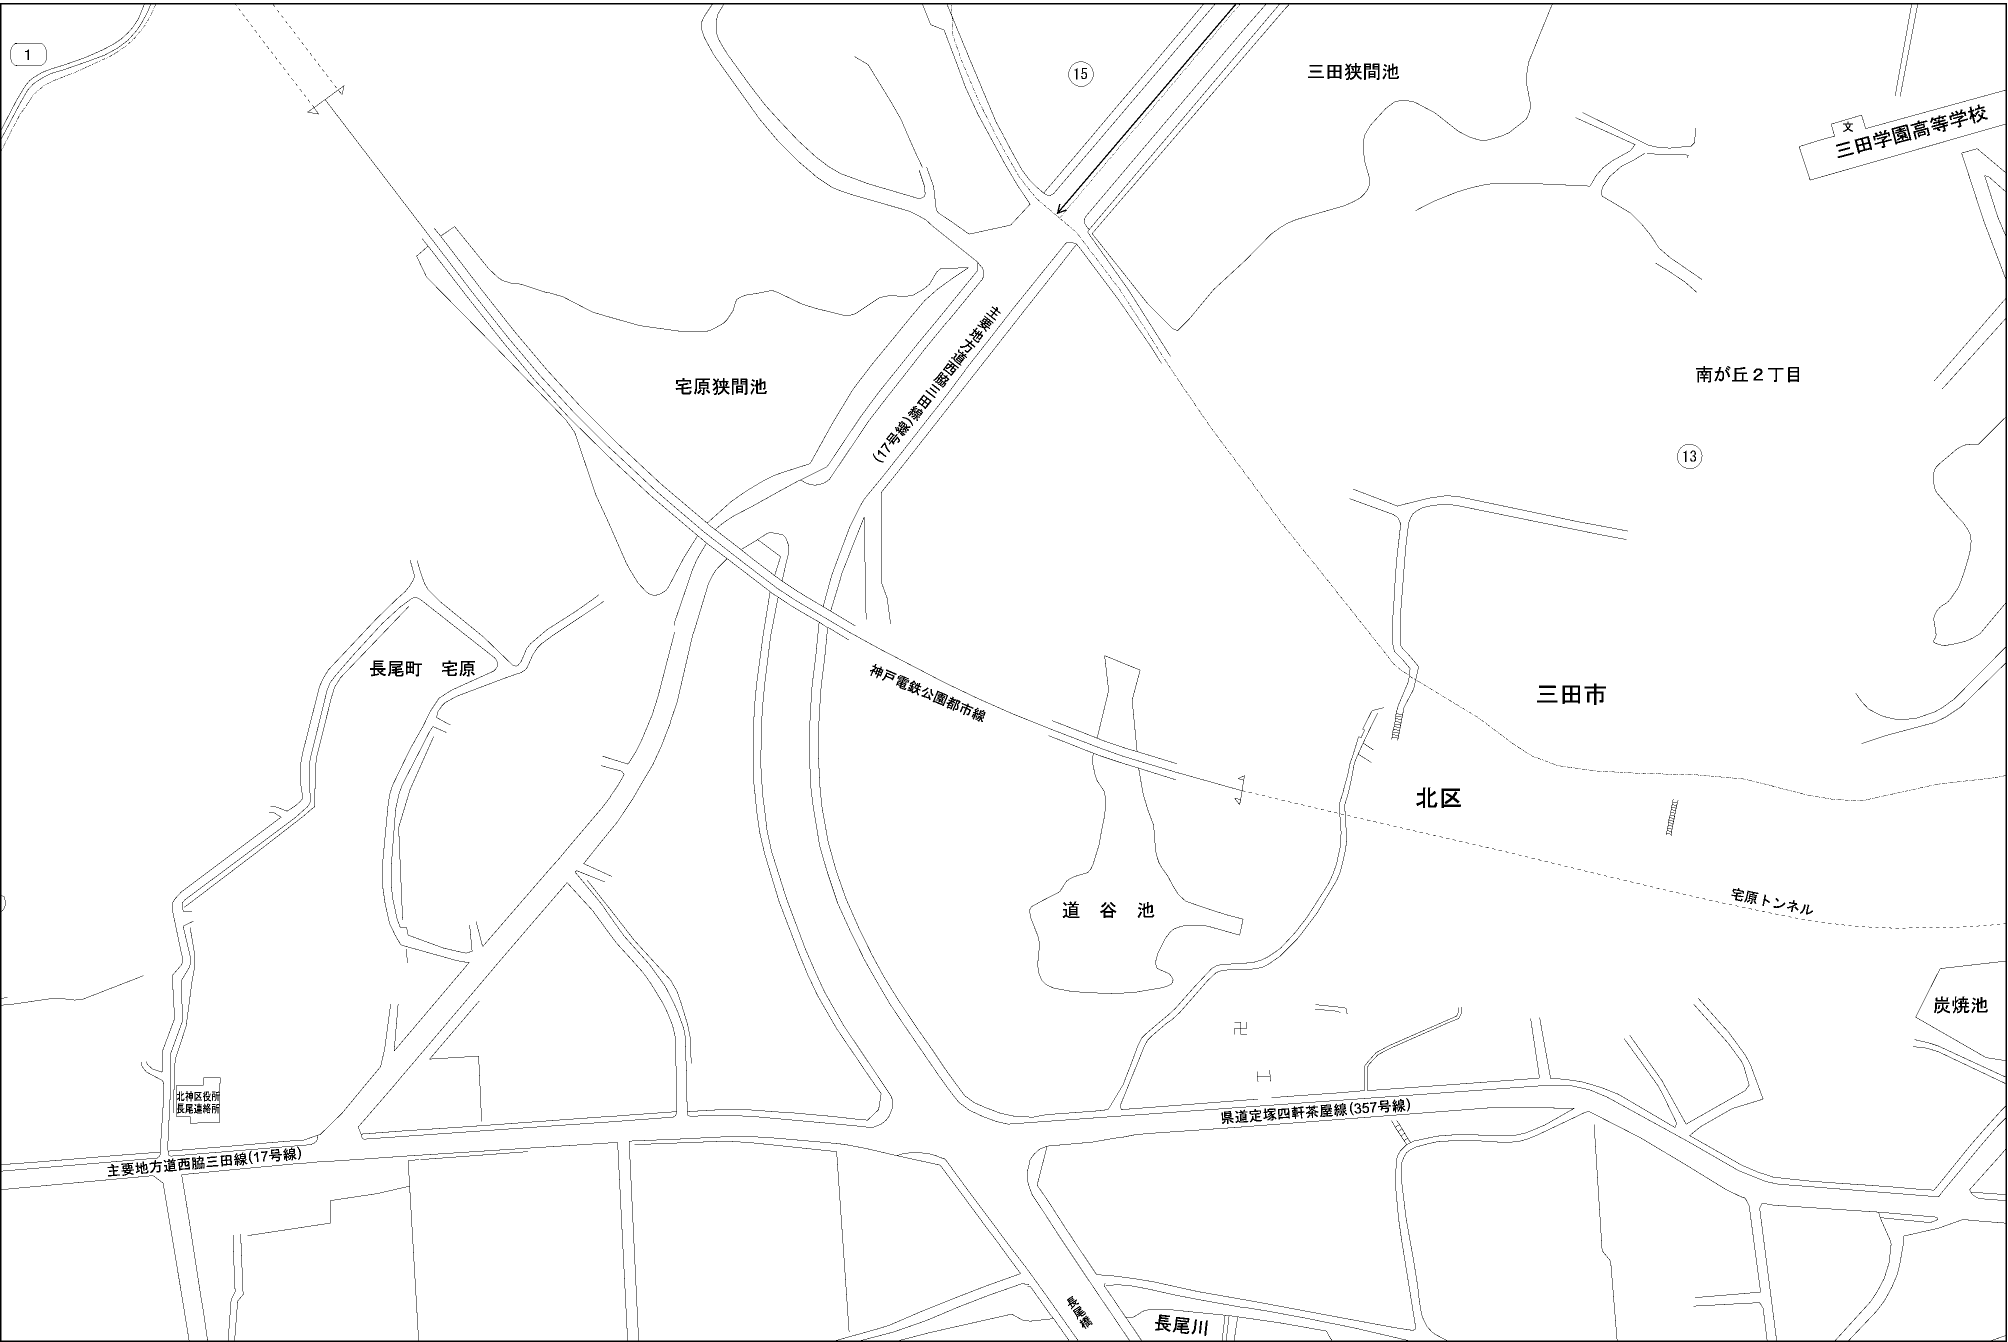 1
15
三田狭間池
文
三田学園高等学校
主要地方道西脇三田線(17号線)
宅原狭間池
南が丘2丁目
13
長尾町 宅原
神戸電鉄公園都市線
三田市
北区
宅原トンネル
道谷池
炭焼池
北神区役所
長尾連絡所
県道定塚四軒茶屋線(357号線)
主要地方道西脇三田線(17号線)
長尾橋
長尾川